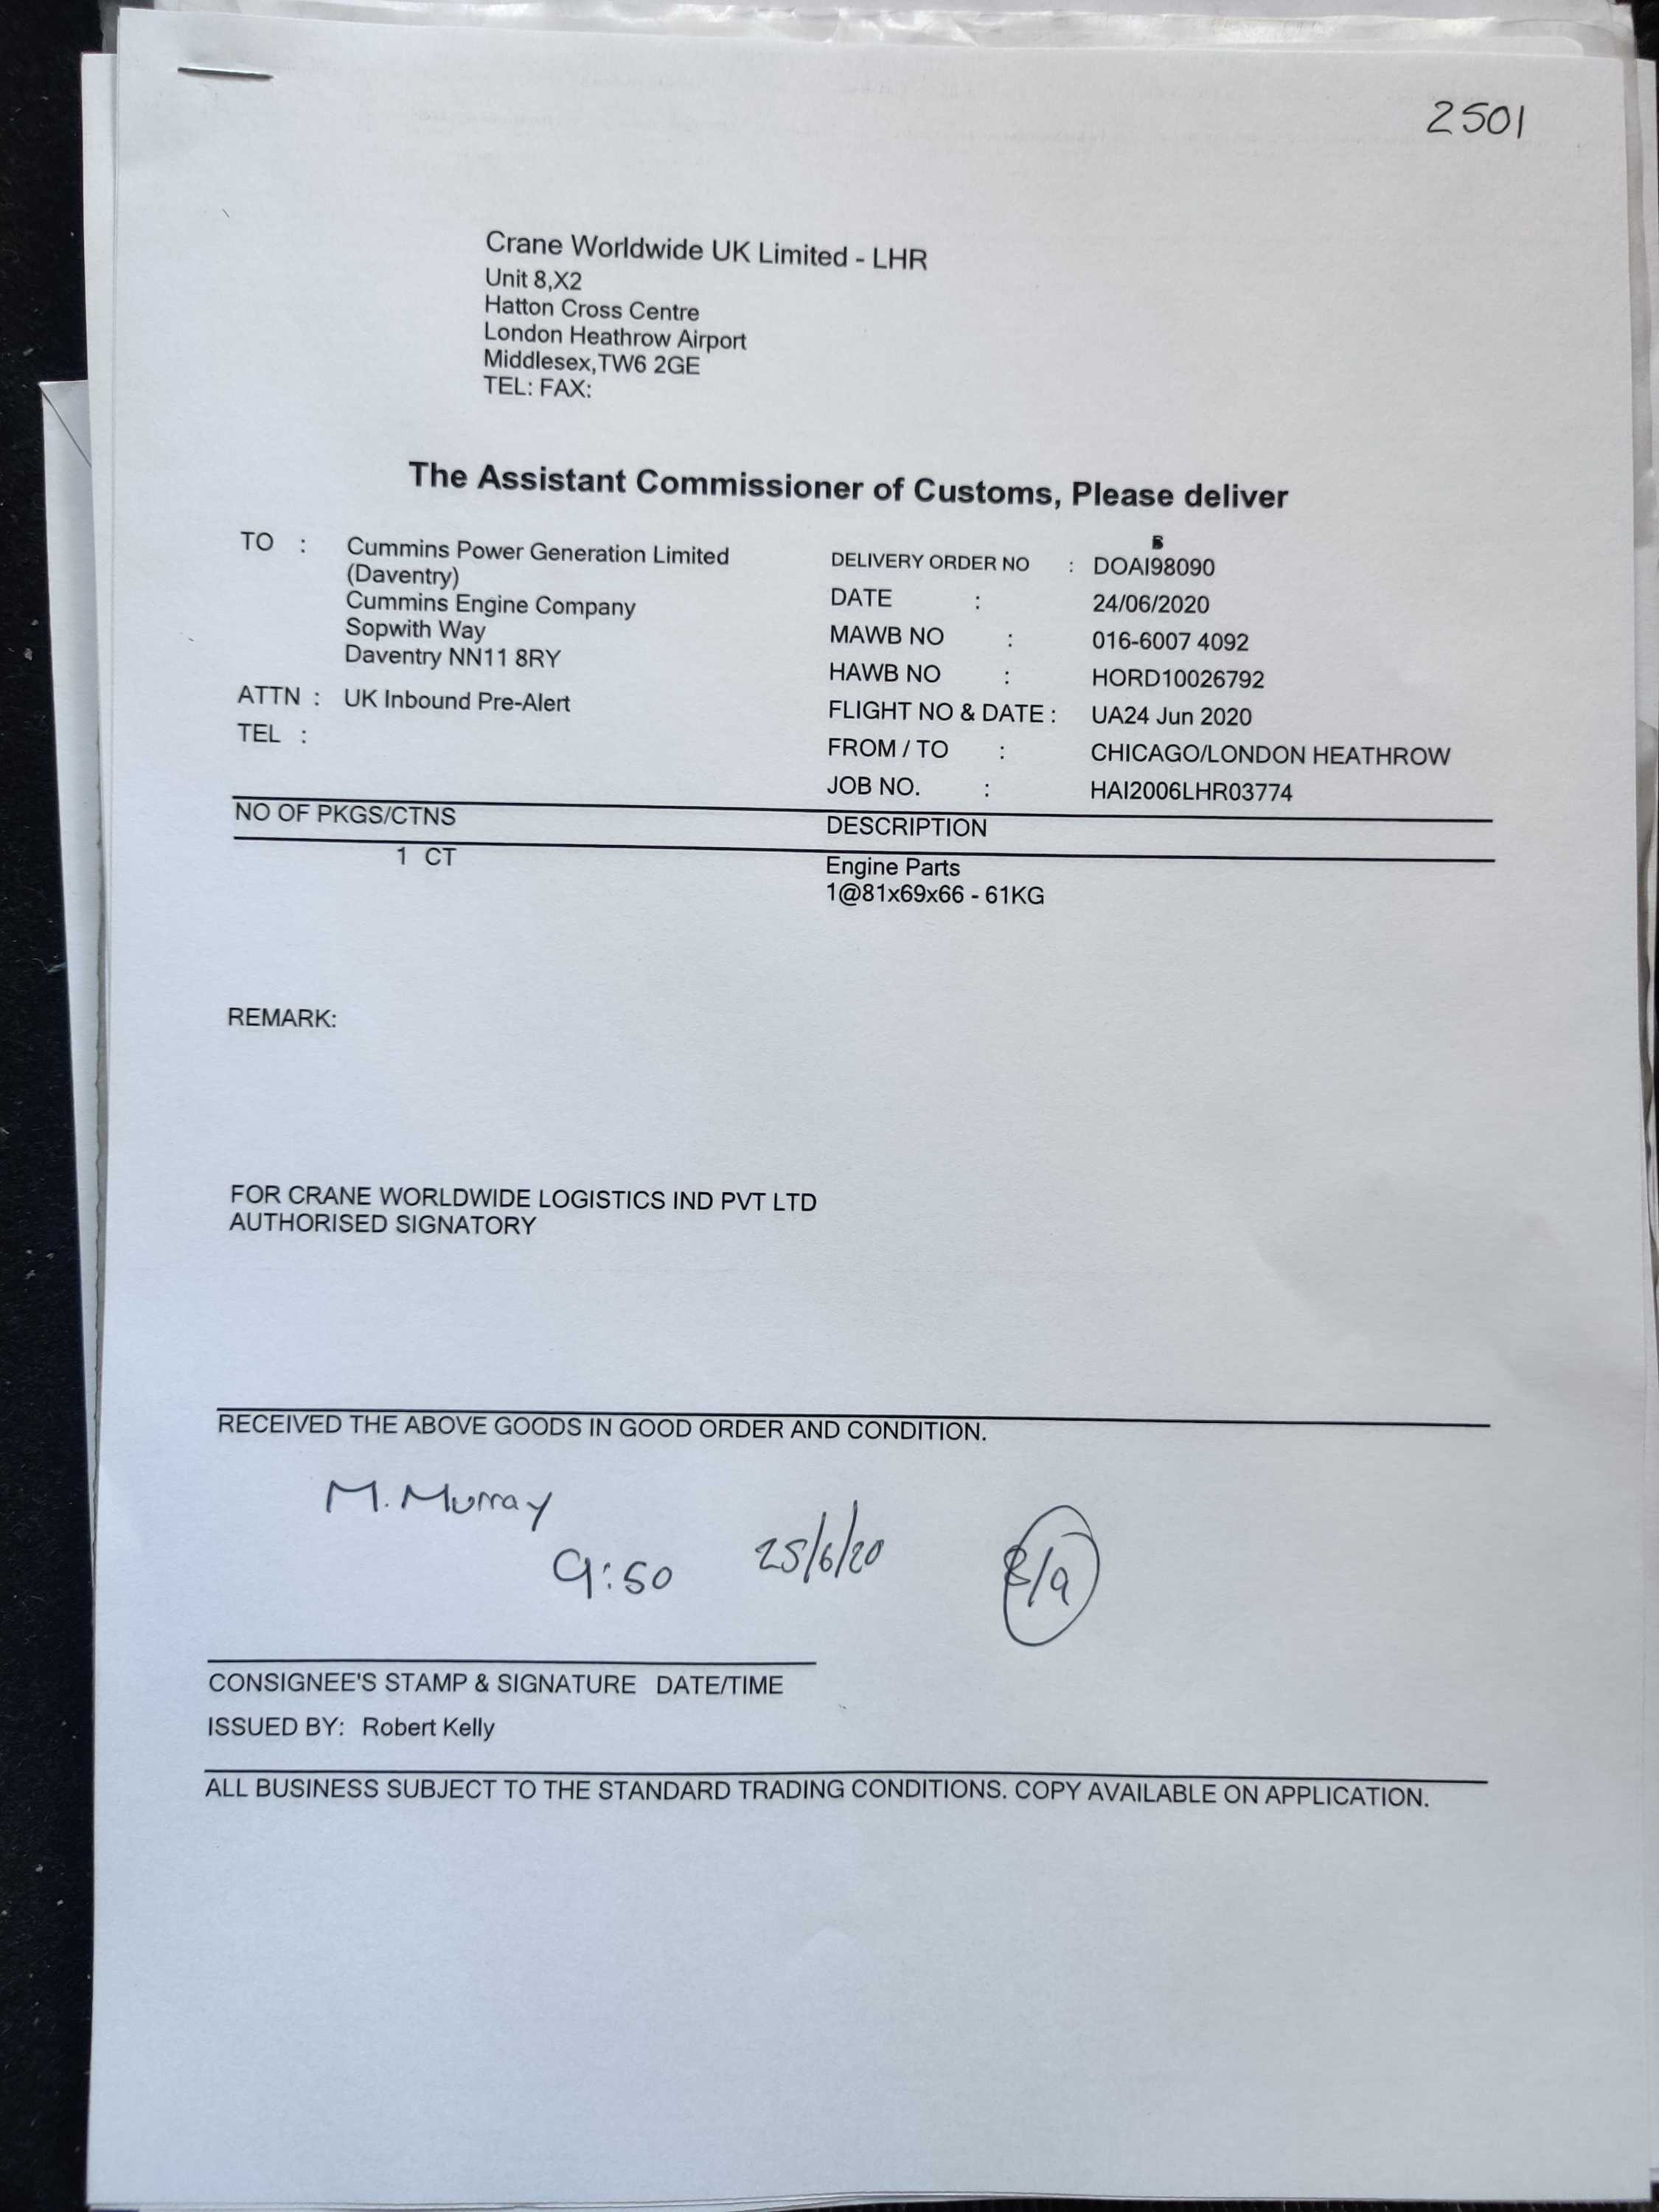 2501
Crane Worldwide UK Limited - LHR
Unit 8,X2
Hatton Cross Centre
London Heathrow Airport
Middlesex,TW6 2GE
TEL: FAX:
The Assistant Commissioner of Customs, Please deliver
TO : Cummins Power Generation Limited
(Daventry)
Cummins Engine Company
Sopwith Way
Daventry NN11 8RY
ATTN : UK Inbound Pre-Alert
TEL :
DELIVERY ORDER NO : DOAI98090
DATE : 24/06/2020
MAWB NO : 016-6007 4092
HAWB NO : HORD10026792
FLIGHT NO & DATE : UA24 Jun 2020
FROM / TO : CHICAGO/LONDON HEATHROW
JOB NO. : HAI2006LHR03774
NO OF PKGS/CTNS DESCRIPTION
1 CT Engine Parts
1@81x69x66 - 61KG
REMARK:
FOR CRANE WORLDWIDE LOGISTICS IND PVT LTD
AUTHORISED SIGNATORY
RECEIVED THE ABOVE GOODS IN GOOD ORDER AND CONDITION.
M. Murray
9:50 25/6/20
CONSIGNEE'S STAMP & SIGNATURE DATE/TIME
ISSUED BY: Robert Kelly
ALL BUSINESS SUBJECT TO THE STANDARD TRADING CONDITIONS. COPY AVAILABLE ON APPLICATION.